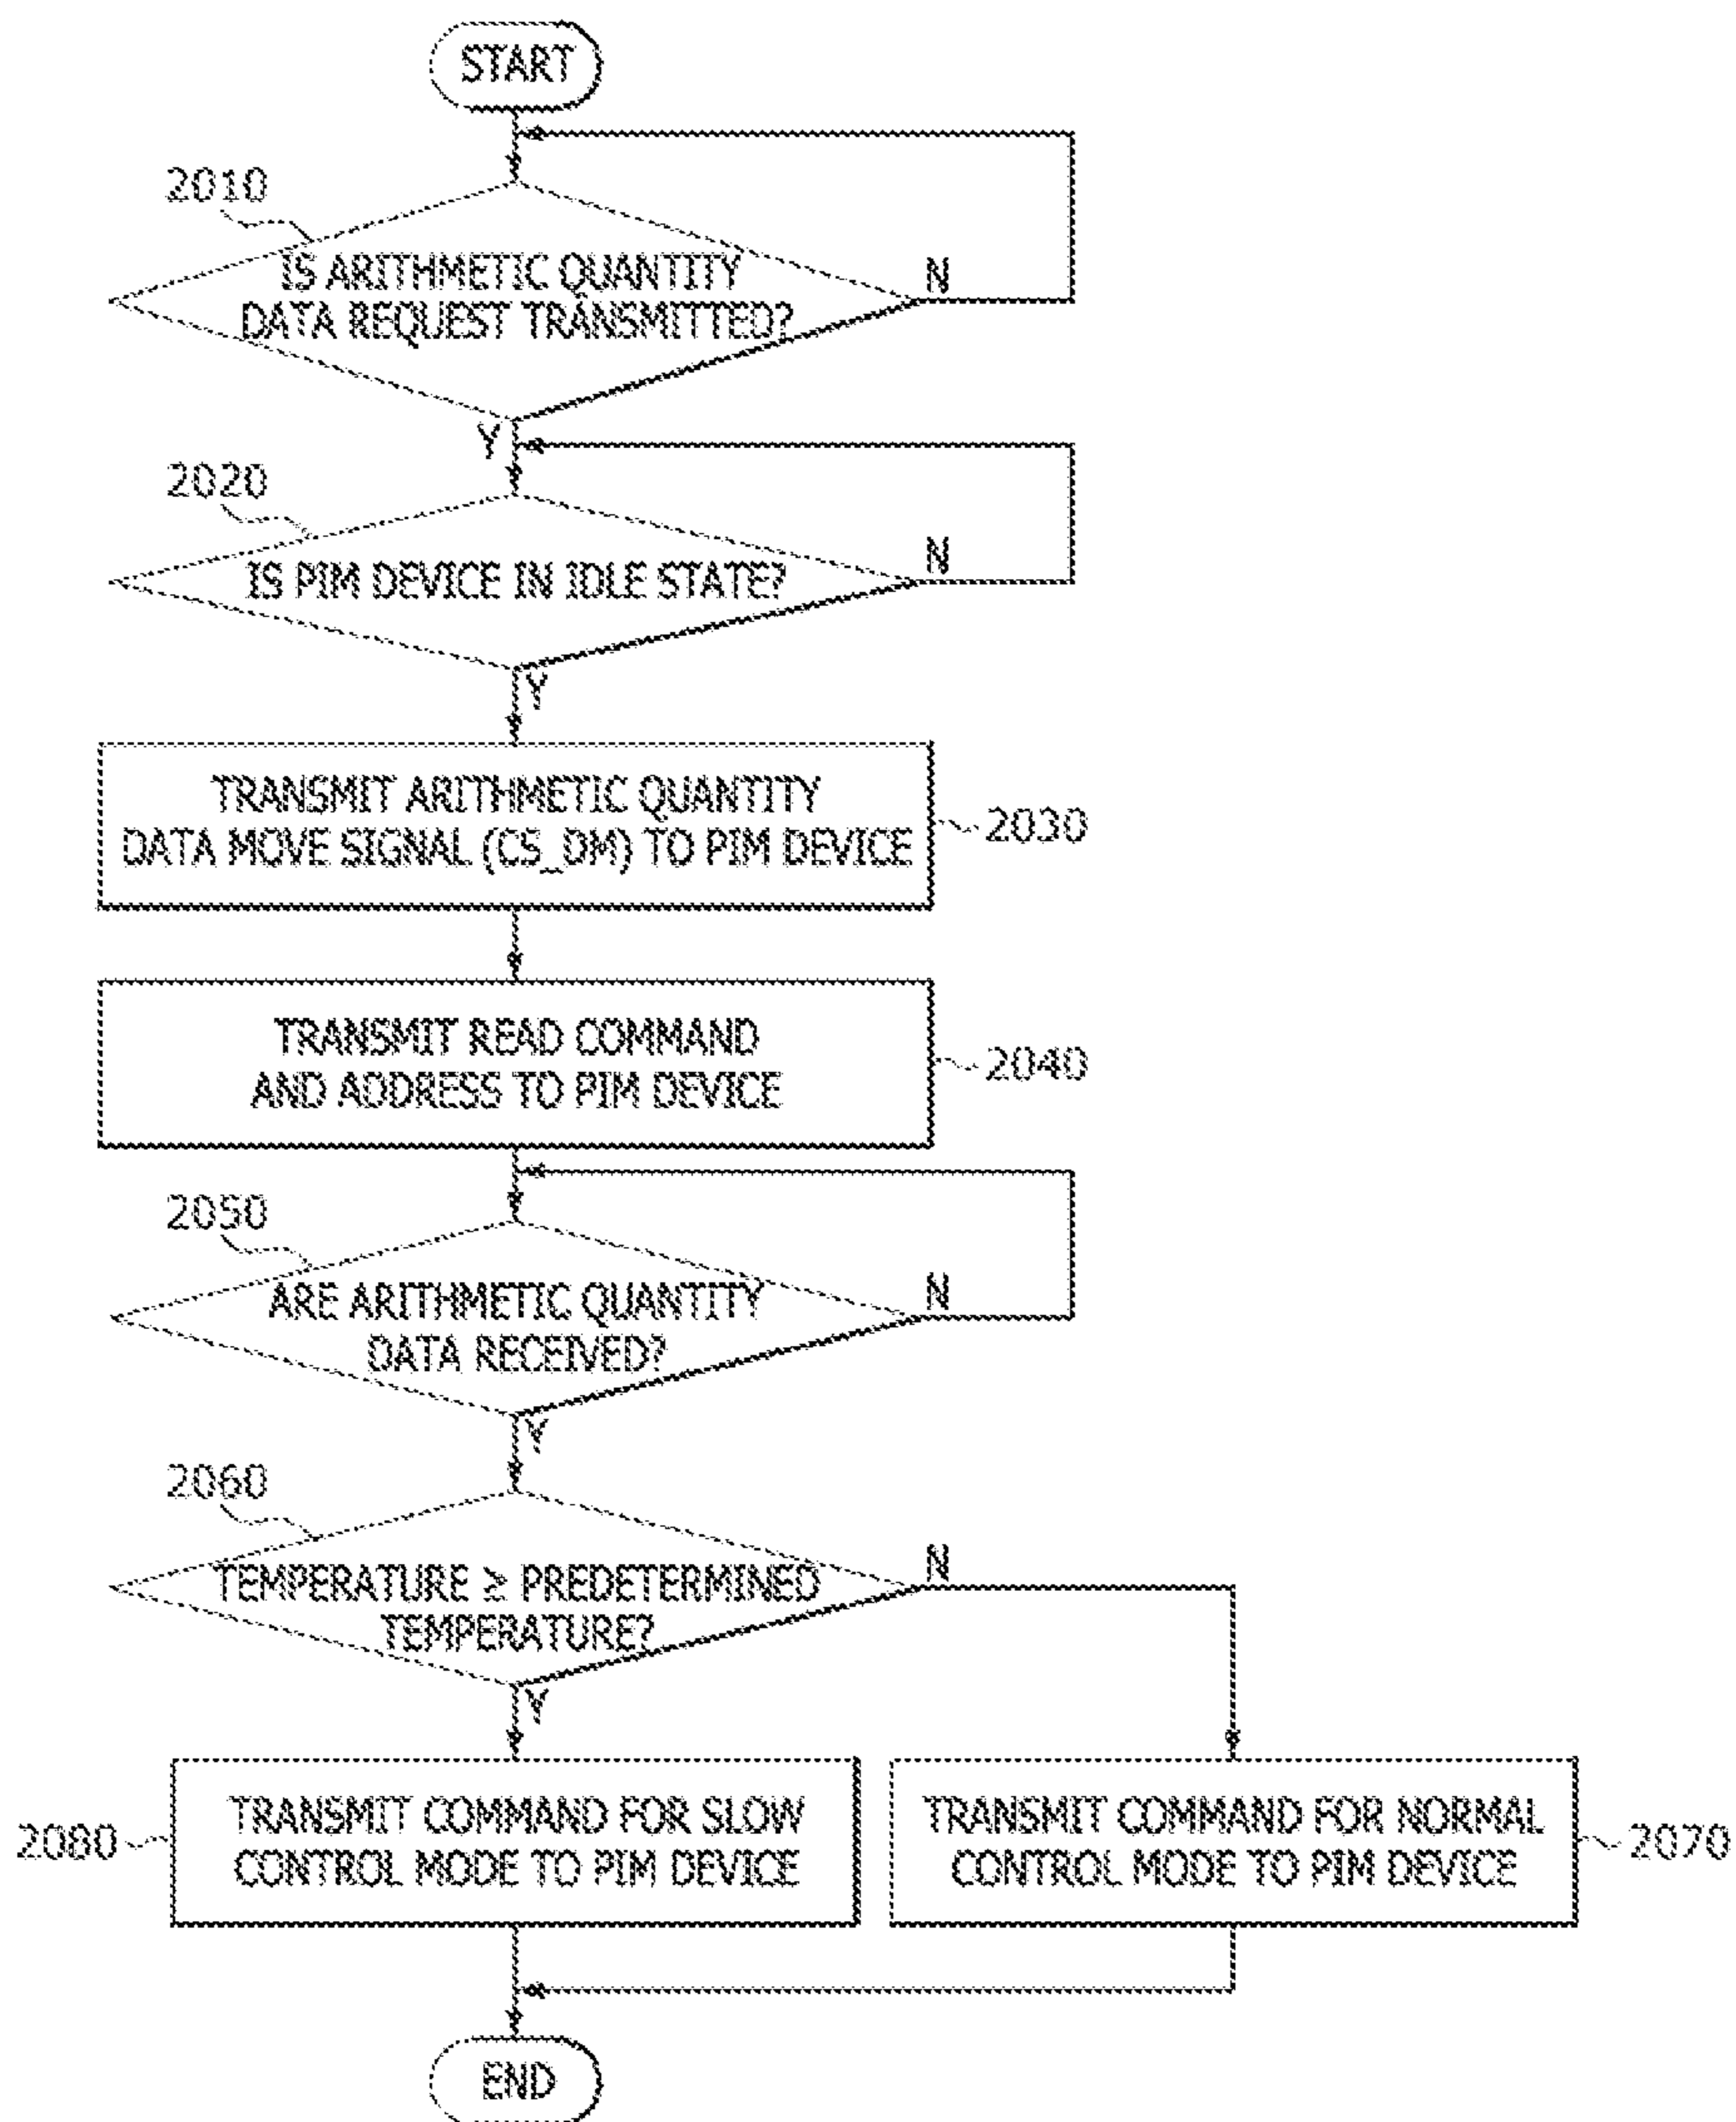 START
2010
IS ARITHMETIC QUANTITY
DATA REQUEST TRANSMITTED?
N
Y
2020
IS PIM DEVICE IN IDLE STATE?
N
Y
TRANSMIT ARITHMETIC QUANTITY
DATA MOVE SIGNAL (CS_DM) TO PIM DEVICE
2030
TRANSMIT READ COMMAND
AND ADDRESS TO PIM DEVICE
2040
2050
ARE ARITHMETIC QUANTITY
DATA RECEIVED?
N
Y
2060
TEMPERATURE ≥ PREDETERMINED
TEMPERATURE?
N
Y
2080
TRANSMIT COMMAND FOR SLOW
CONTROL MODE TO PIM DEVICE
TRANSMIT COMMAND FOR NORMAL
CONTROL MODE TO PIM DEVICE
2070
END